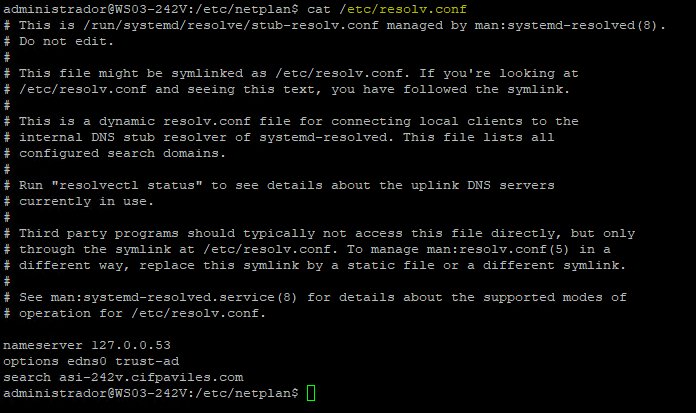 administrador@WS03-242V:/etc/netplan$ cat /etc/resolv.conf
# This is /run/systemd/resolve/stub-resolv.conf managed by man:systemd-resolved(8).
# Do not edit.
#
# This file might be symlinked as /etc/resolv.conf. If you're looking at
# /etc/resolv.conf and seeing this text, you have followed the symlink.
#
# This is a dynamic resolv.conf file for connecting local clients to the
# internal DNS stub resolver of systemd-resolved. This file lists all
# configured search domains.
#
# Run "resolvectl status" to see details about the uplink DNS servers
# currently in use.
#
# Third party programs should typically not access this file directly, but only
# through the symlink at /etc/resolv.conf. To manage man:resolv.conf(5) in a
# different way, replace this symlink by a static file or a different symlink.
#
# See man:systemd-resolved.service(8) for details about the supported modes of
# operation for /etc/resolv.conf.

nameserver 127.0.0.53
options edns0 trust-ad
search asi-242v.cifpaviles.com
administrador@WS03-242V:/etc/netplan$